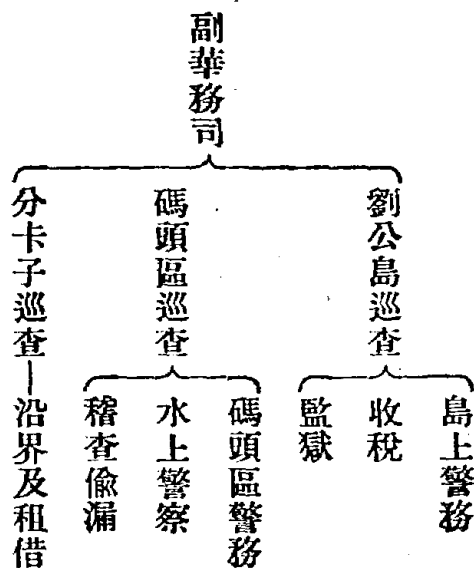 副華務司
劉公島巡查
島上警務
收稅
監獄
碼頭區巡查
碼頭區警務
水上警察
稽查偷漏
分卡子巡查—沿界及租借